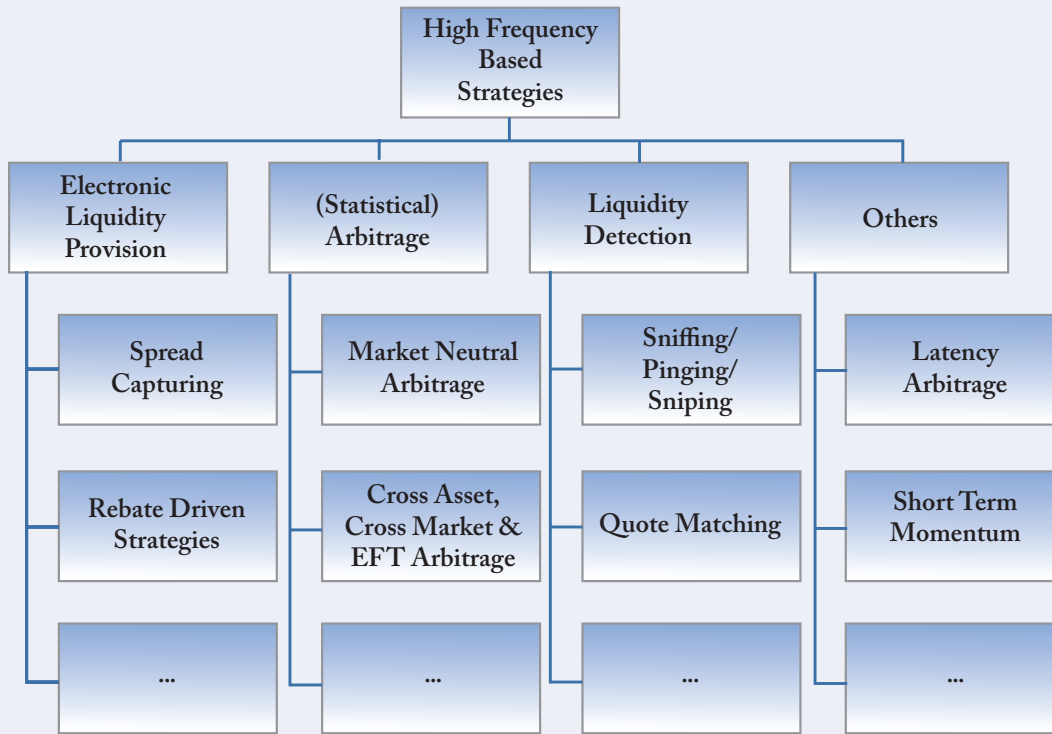 High Frequency
Based
Strategies
Electronic
Liquidity
Provision
(Statistical)
Arbitrage
Liquidity
Detection
Others
Spread
Capturing
Market Neutral
Arbitrage
Sniffing/
Pinging/
Sniping
Latency
Arbitrage
Rebate Driven
Strategies
Cross Asset,
Cross Market &
EFT Arbitrage
Quote Matching
Short Term
Momentum
...
...
...
...